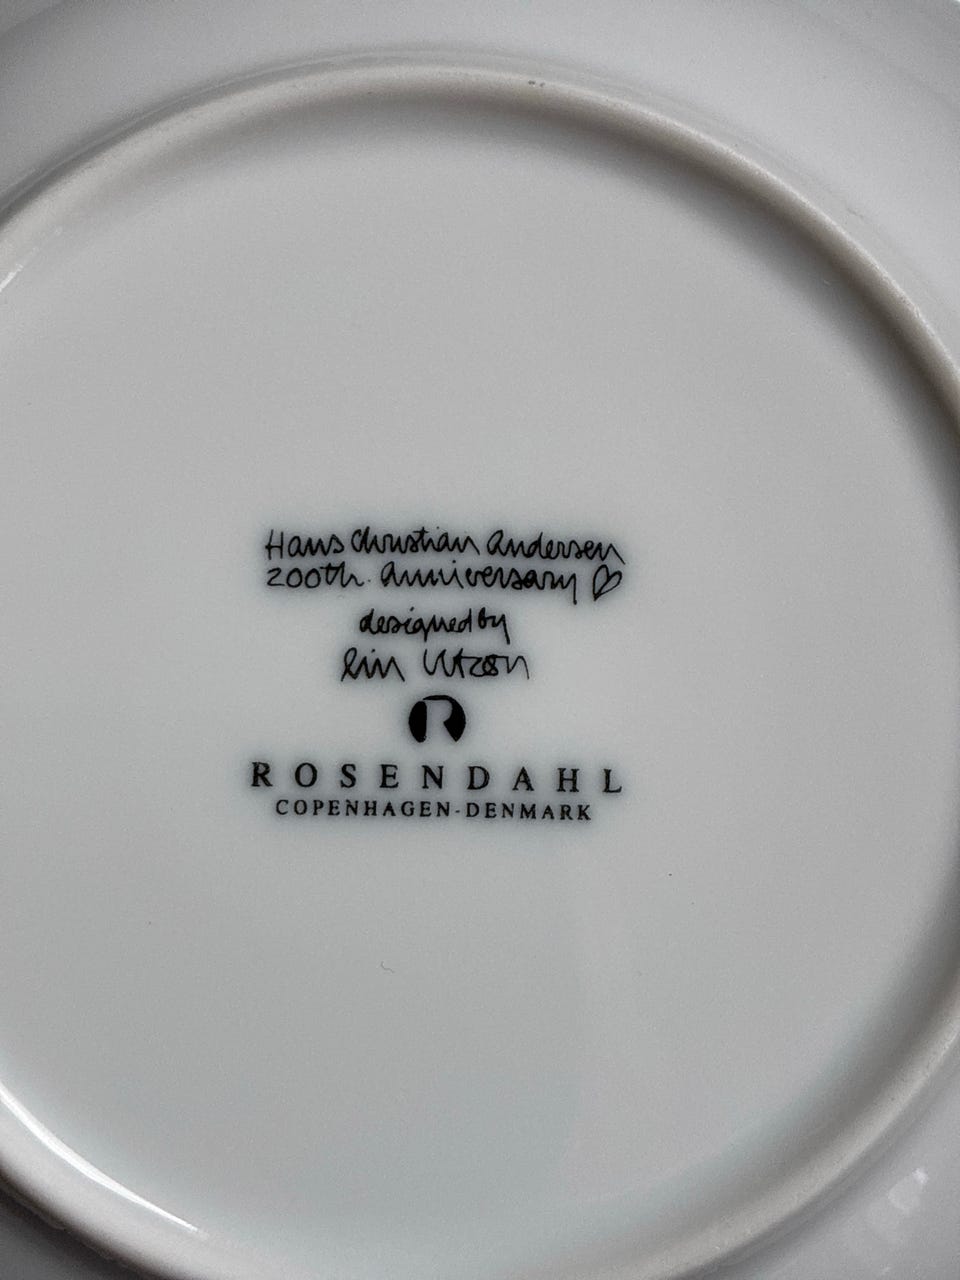 Hans Christian Andersen
200th. Anniversary ♡
designed by
Lin Utzon
R
ROSENDAHL
COPENHAGEN-DENMARK